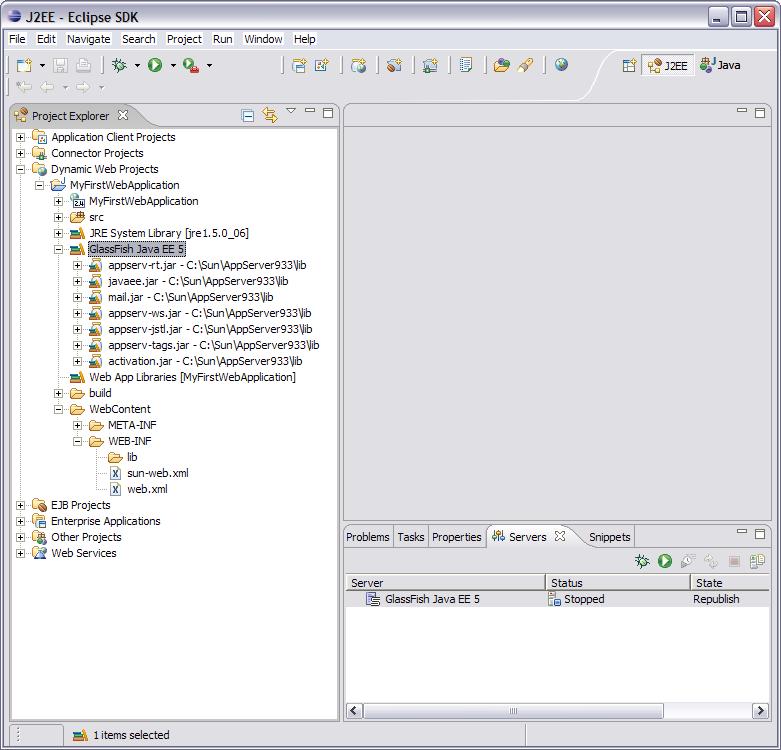 J2EE - Eclipse SDK
File Edit Navigate Search Project Run Window Help
J2EE Java
Project Explorer
Application Client Projects
Connector Projects
Dynamic Web Projects
MyFirstWebApplication
2.4 MyFirstWebApplication
src
JRE System Library [jre1.5.0_06]
GlassFish Java EE 5
appserv-rt.jar - C:\Sun\AppServer933\lib
javaee.jar - C:\Sun\AppServer933\lib
mail.jar - C:\Sun\AppServer933\lib
appserv-ws.jar - C:\Sun\AppServer933\lib
appserv-jstl.jar - C:\Sun\AppServer933\lib
appserv-tags.jar - C:\Sun\AppServer933\lib
activation.jar - C:\Sun\AppServer933\lib
Web App Libraries [MyFirstWebApplication]
build
WebContent
META-INF
WEB-INF
lib
sun-web.xml
web.xml
EJB Projects
Enterprise Applications
Other Projects
Web Services
Problems Tasks Properties Servers Snippets
Server Status State
GlassFish Java EE 5 Stopped Republish
1 items selected